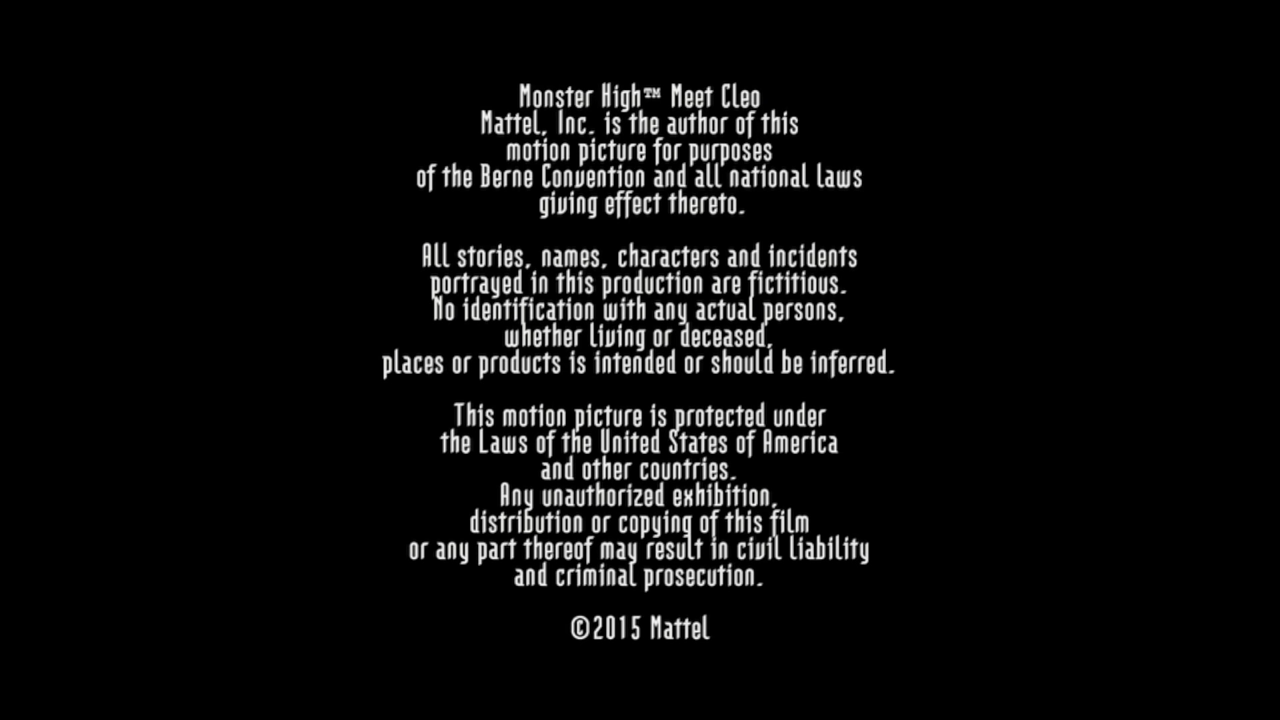 Monster High™ Meet Cleo
Mattel, Inc. is the author of this
motion picture for purposes
of the Berne Convention and all national laws
giving effect thereto.
All stories, names, characters and incidents
portrayed in this production are fictitious.
No identification with any actual persons,
whether living or deceased,
places or products is intended or should be inferred.
This motion picture is protected under
the Laws of the United States of America
and other countries.
Any unauthorized exhibition,
distribution or copying of this film
or any part thereof may result in civil liability
and criminal prosecution.
©2015 Mattel